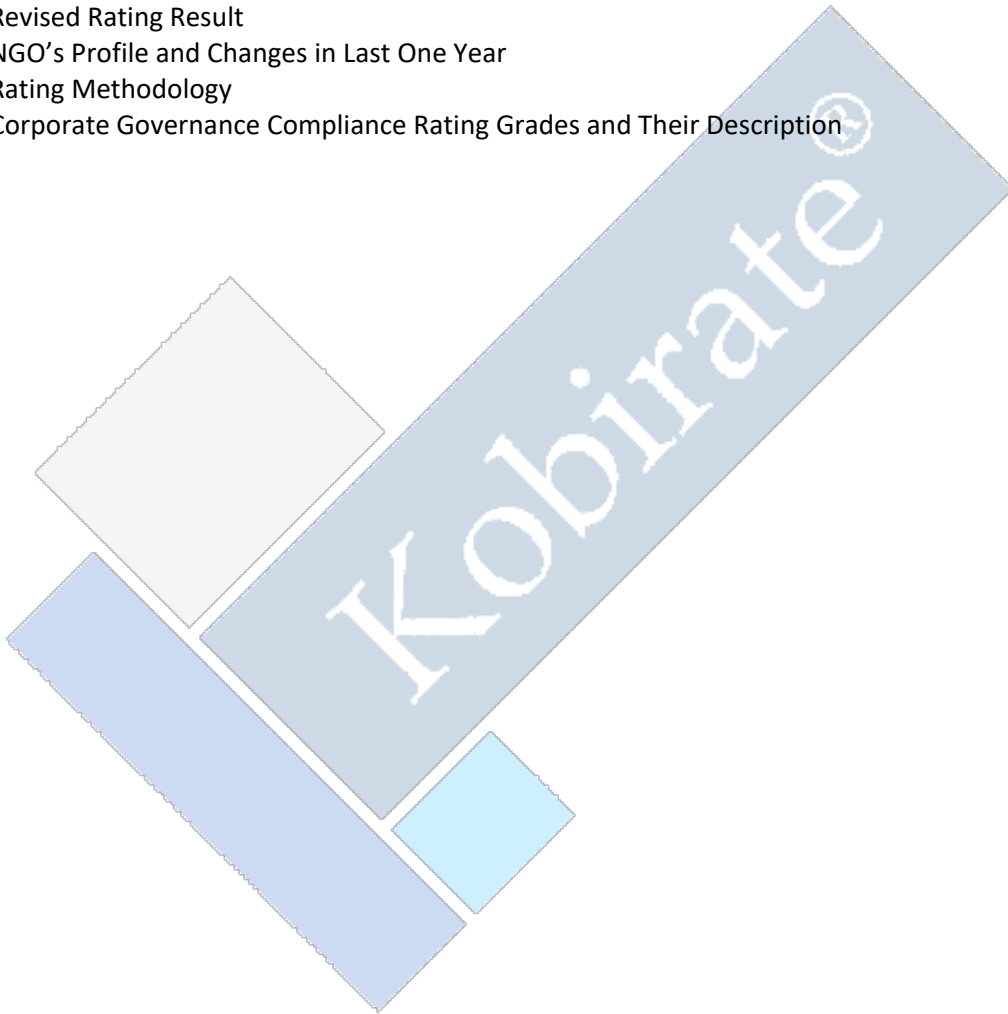 Revised Rating Result
NGO’s Profile and Changes in Last One Year
Rating Methodology
Corporate Governance Compliance Rating Grades and Their Description
Kobirate®